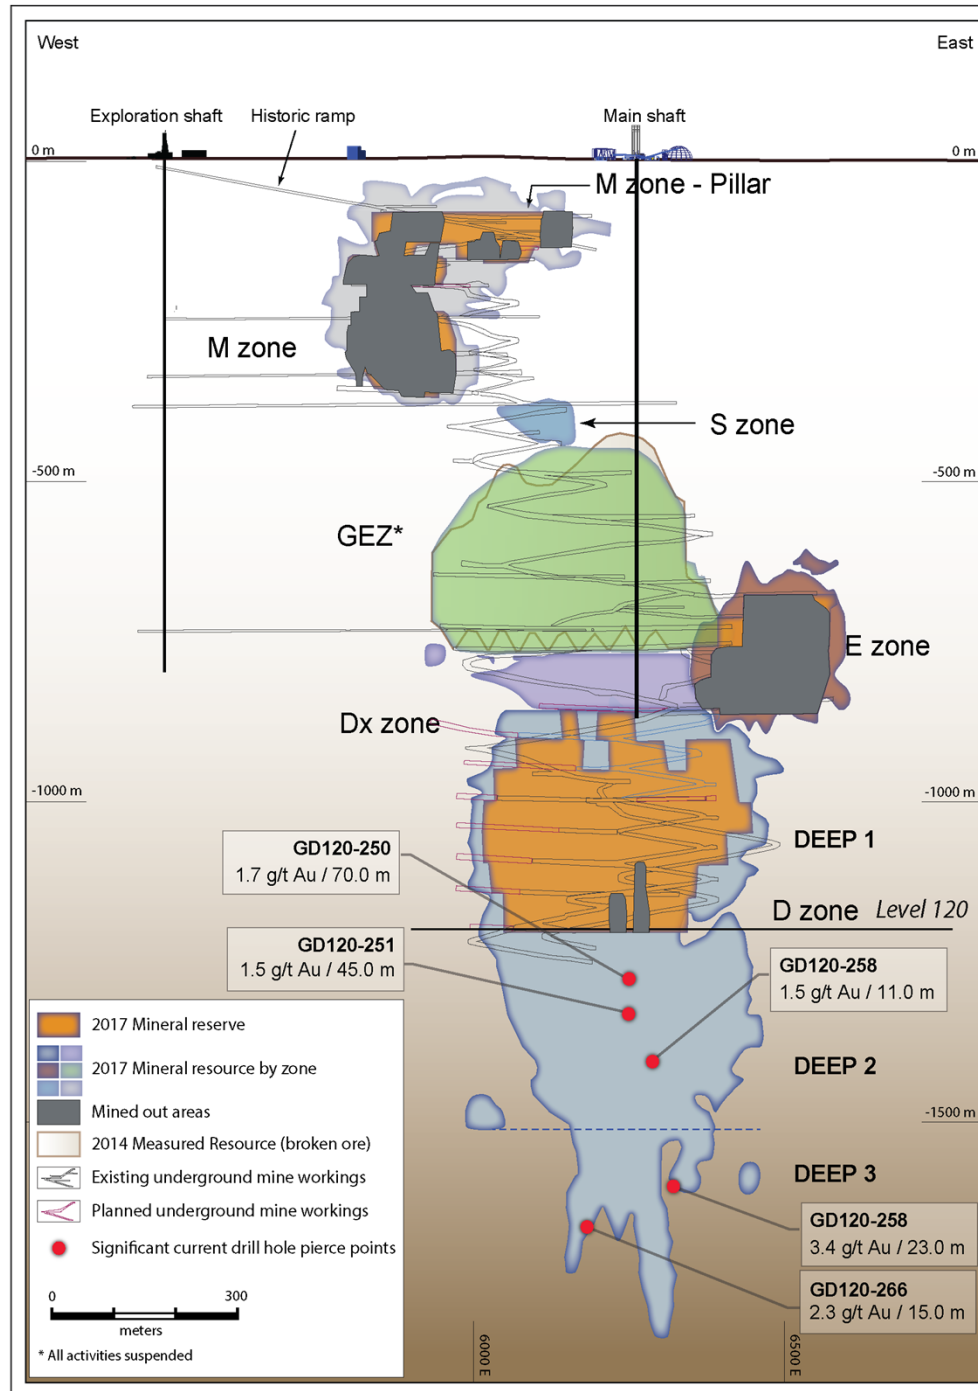 West
East
Exploration shaft
Historic ramp
Main shaft
0 m
0 m
M zone - Pillar
M zone
S zone
-500 m
-500 m
GEZ*
E zone
Dx zone
-1000 m
-1000 m
DEEP 1
GD120-250
1.7 g/t Au / 70.0 m
D zone
Level 120
GD120-251
1.5 g/t Au / 45.0 m
GD120-258
1.5 g/t Au / 11.0 m
2017 Mineral reserve
2017 Mineral resource by zone
DEEP 2
Mined out areas
-1500 m
2014 Measured Resource (broken ore)
Existing underground mine workings
DEEP 3
Planned underground mine workings
GD120-258
3.4 g/t Au / 23.0 m
Significant current drill hole pierce points
GD120-266
2.3 g/t Au / 15.0 m
0
300
meters
* All activities suspended
6000 E
6500 E